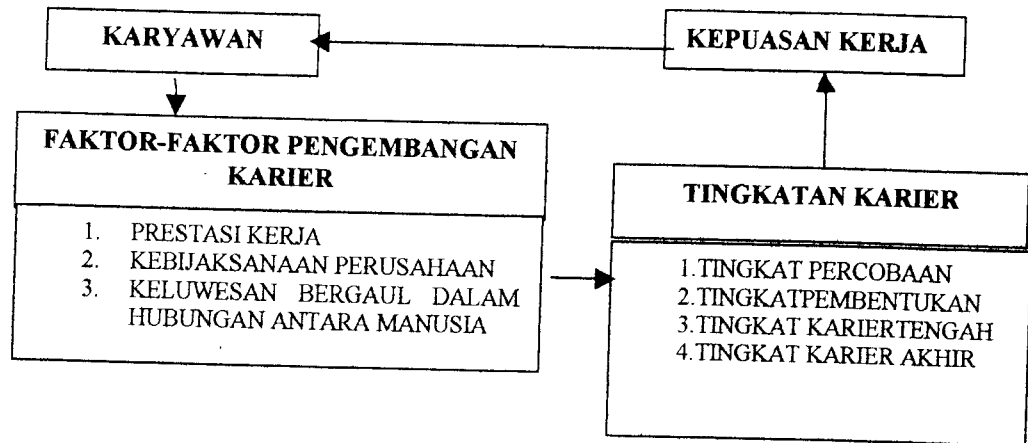 KARYAWAN
KEPUASAN KERJA
FAKTOR-FAKTOR PENGEMBANGAN
KARIER
1. PRESTASI KERJA
2. KEBIJAKSANAAN PERUSAHAAN
3. KELUWESAN BERGAUL DALAM
HUBUNGAN ANTARA MANUSIA
TINGKATAN KARIER
1.TINGKAT PERCOBAAN
2.TINGKATPEMBENTUKAN
3.TINGKAT KARIERTENGAH
4.TINGKAT KARIER AKHIR